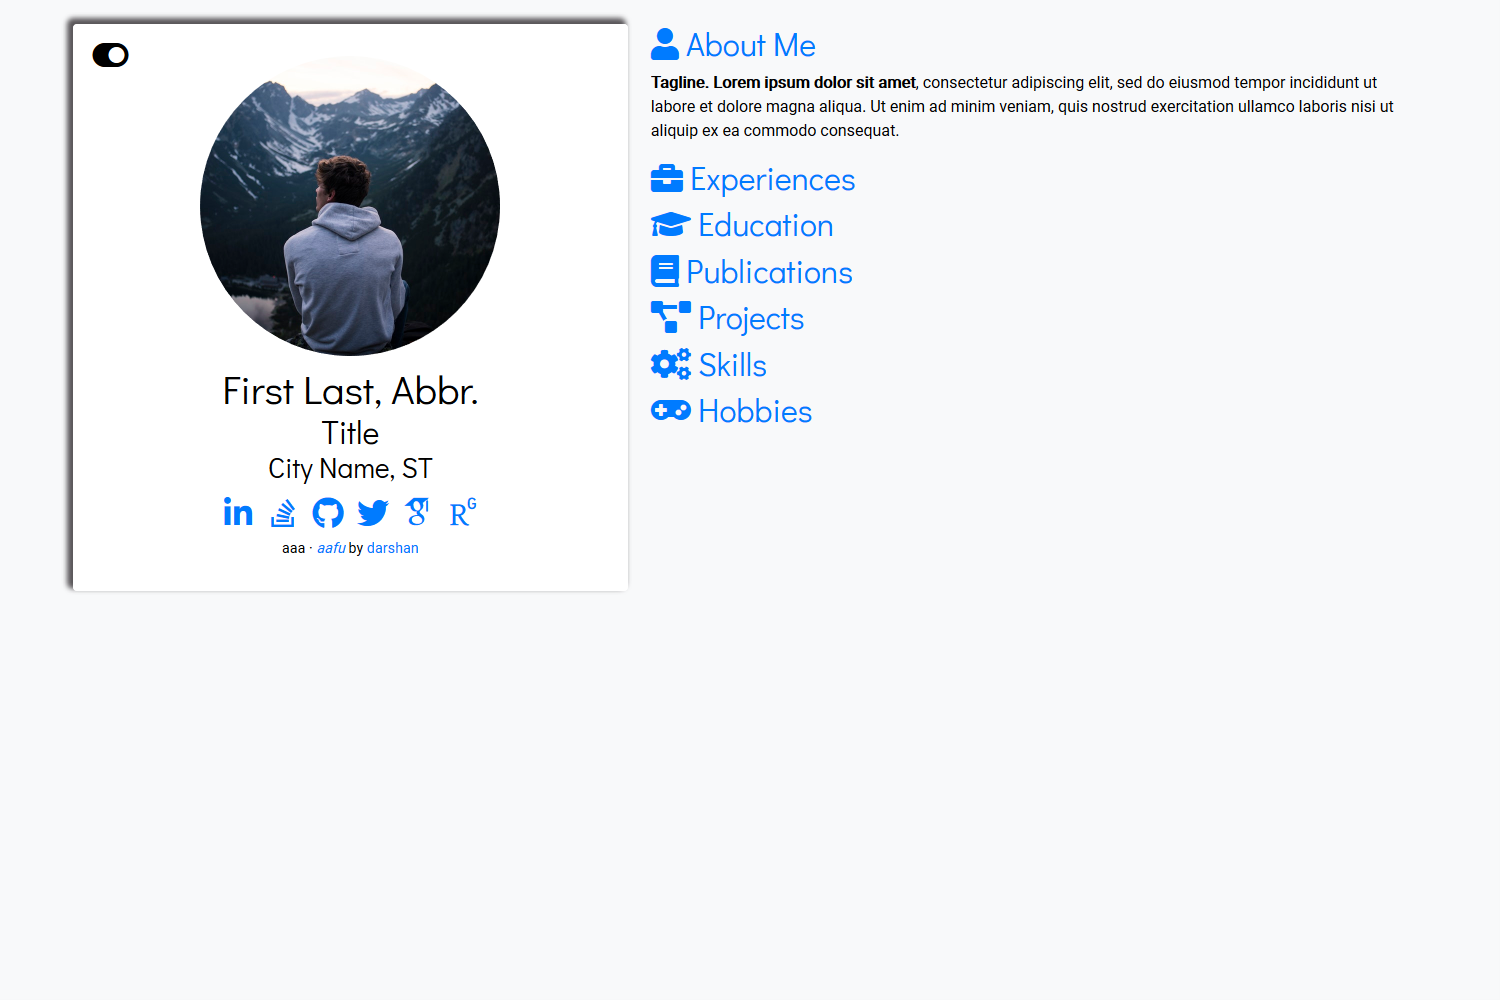 First Last, Abbr.
Title
City Name, ST
aaa · aafu by darshan
About Me
Tagline. Lorem ipsum dolor sit amet, consectetur adipiscing elit, sed do eiusmod tempor incididunt ut
labore et dolore magna aliqua. Ut enim ad minim veniam, quis nostrud exercitation ullamco laboris nisi ut
aliquip ex ea commodo consequat.
Experiences
Education
Publications
Projects
Skills
Hobbies